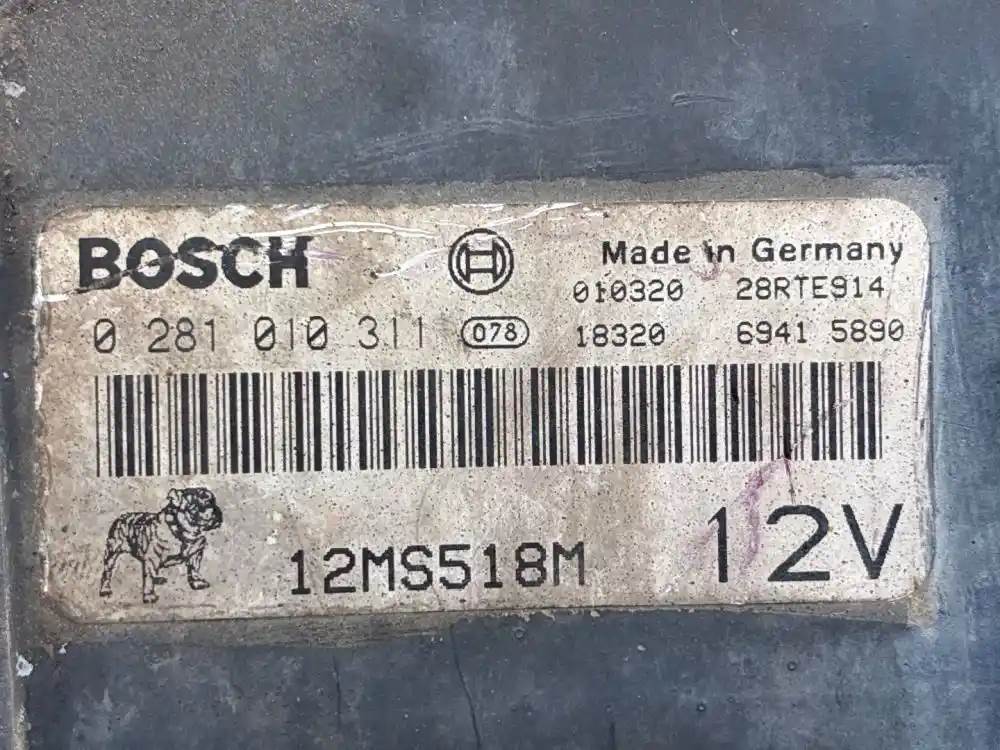 BOSCH
Made in Germany
010320 28RTE914
0 281 010 311 078 18320 6941 5890
12MS518M 12V